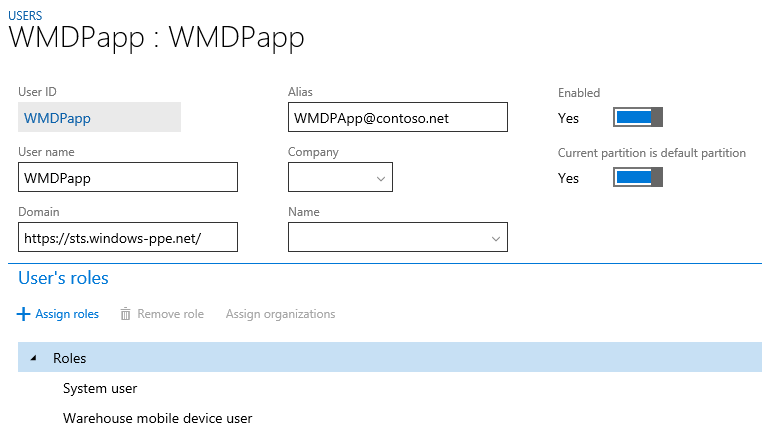 USERS
WMDPapp : WMDPapp
User ID
Alias
Enabled
WMDPapp
WMDPApp@contoso.net
Yes
User name
Company
Current partition is default partition
WMDPapp
Yes
Domain
Name
https://sts.windows-ppe.net/
User's roles
Assign roles
Remove role
Assign organizations
Roles
System user
Warehouse mobile device user